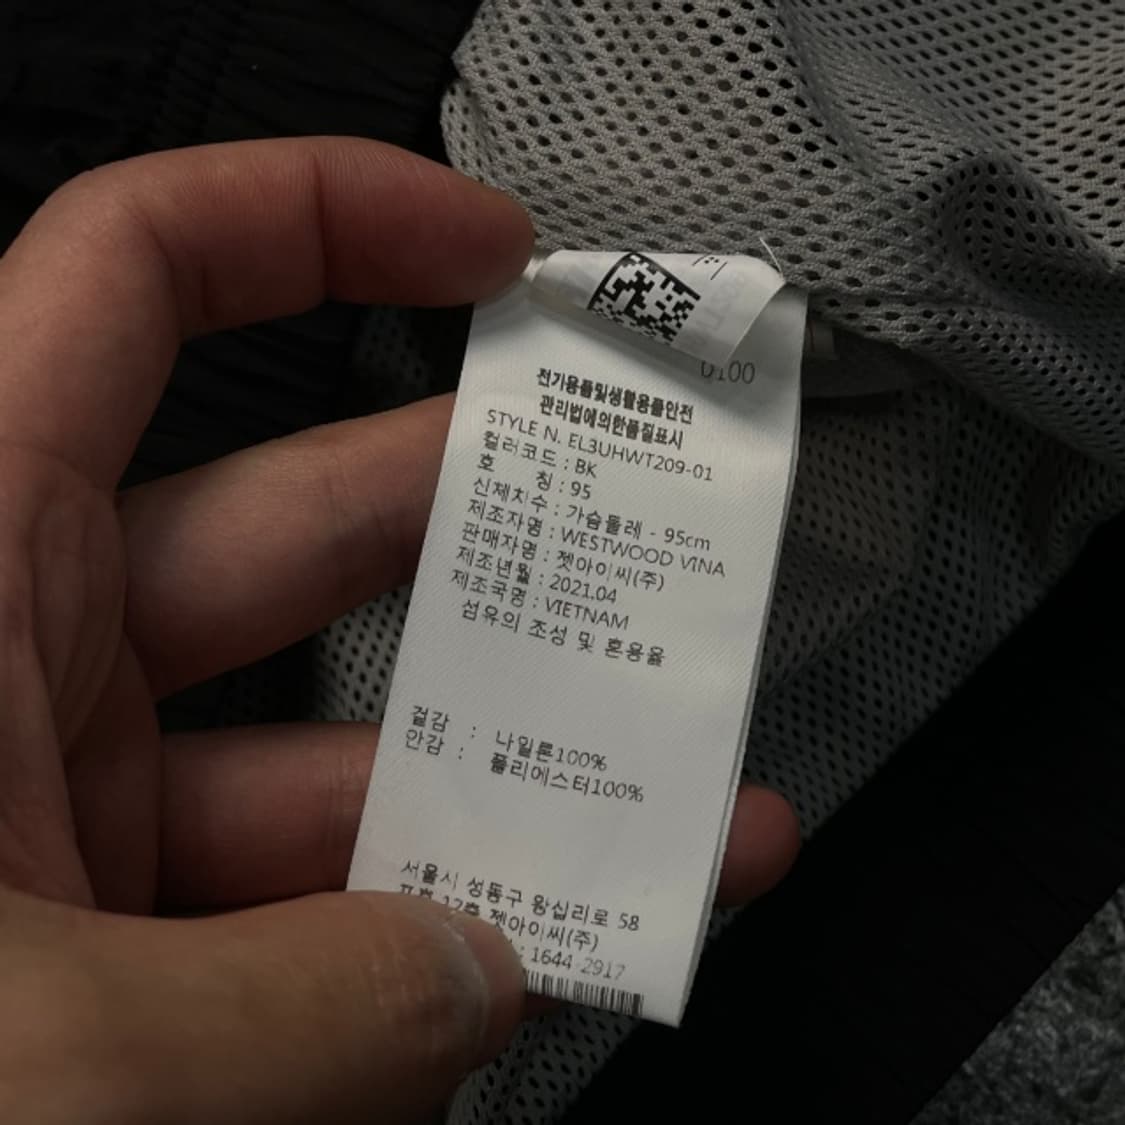 0100
전기용품및생활용품안전
관리법에의한품질표시
STYLE N. EL3UHWT209-01
컬러코드 : BK
호 칭 : 95
신체치수 : 가슴둘레 - 95cm
제조자명 : WESTWOOD VINA
판매자명 : 젯아이씨(주)
제조년월 : 2021.04
제조국명 : VIETNAM
섬유의 조성 및 혼용율
겉감 : 나일론100%
안감 : 폴리에스터100%
서울시 성동구 왕십리로 58
12층 젯아이씨(주)
: 1644-2917